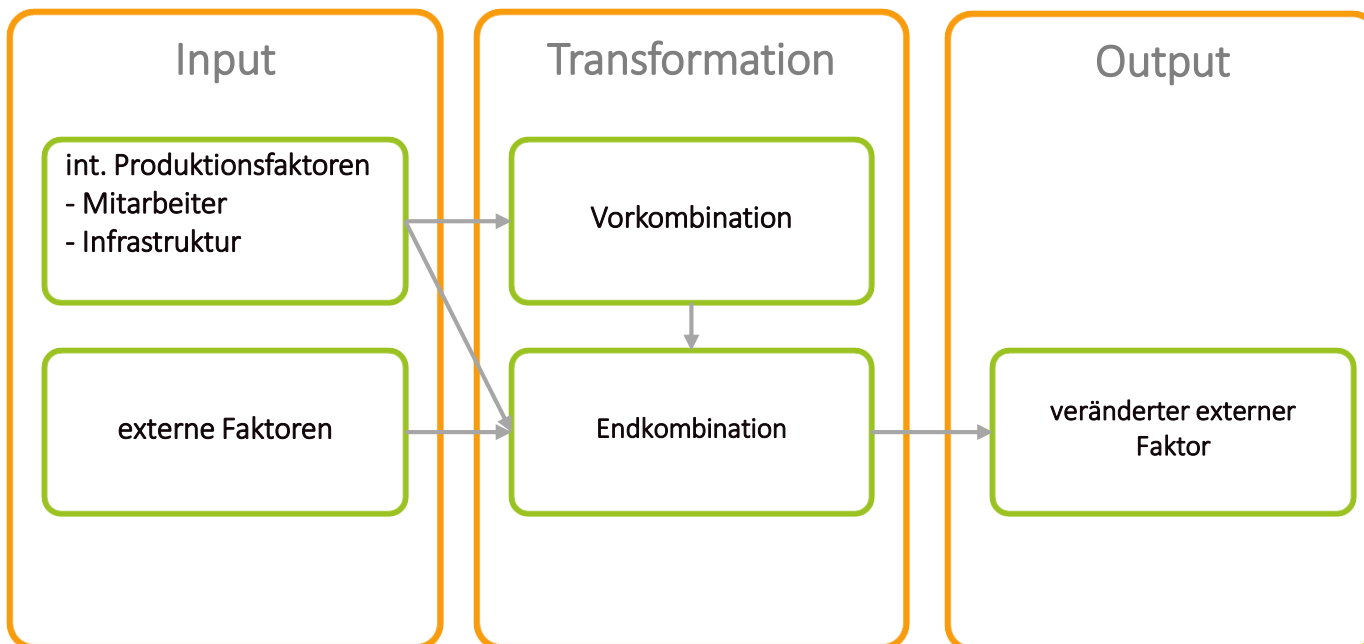 Input
int. Produktionsfaktoren
- Mitarbeiter
- Infrastruktur
externe Faktoren
Transformation
Vorkombination
Endkombination
Output
veränderter externer
Faktor